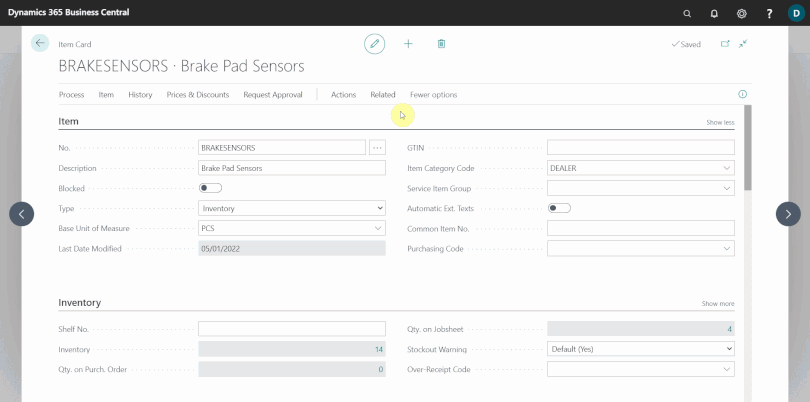 Dynamics 365 Business Central
?
D
Item Card
Saved
BRAKESENSORS · Brake Pad Sensors
Process Item History Prices & Discounts Request Approval Actions Related Fewer options
Item
Show less
No. BRAKESENSORS ...
GTIN
Description Brake Pad Sensors
Item Category Code DEALER
Blocked
Service Item Group
Type Inventory
Automatic Ext. Texts
Base Unit of Measure PCS
Common Item No.
Last Date Modified 05/01/2022
Purchasing Code
Inventory
Show more
Shelf No.
Qty. on Jobsheet 4
Inventory 14
Stockout Warning Default (Yes)
Qty. on Purch. Order 0
Over-Receipt Code